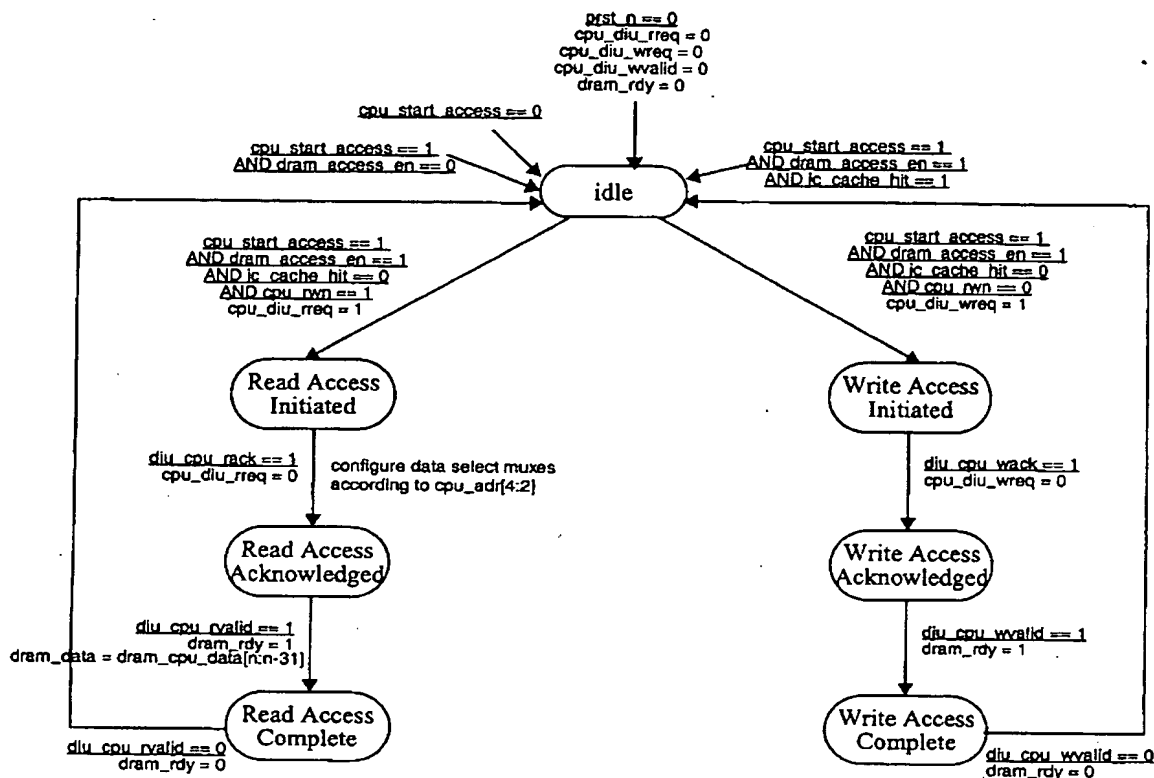 prst_n == 0
cpu_diu_rreq = 0
cpu_diu_wreq = 0
cpu_diu_wvalid = 0
dram_rdy = 0
cpu_start_access == 0
cpu_start_access == 1
AND dram_access_en == 0
cpu_start_access == 1
AND dram_access_en == 1
AND ic_cache_hit == 1
idle
cpu_start_access == 1
AND dram_access_en == 1
AND ic_cache_hit == 0
AND cpu_rwn == 1
cpu_diu_rreq = 1
cpu_start_access == 1
AND dram_access_en == 1
AND ic_cache_hit == 0
AND cpu_rwn == 0
cpu_diu_wreq = 1
Read Access
Initiated
Write Access
Initiated
diu_cpu_rack == 1
cpu_diu_rreq = 0
configure data select muxes
according to cpu_adr[4:2]
diu_cpu_wack == 1
cpu_diu_wreq = 0
Read Access
Acknowledged
Write Access
Acknowledged
diu_cpu_rvalid == 1
dram_rdy = 1
dram_data = dram_cpu_data[n:n-31]
diu_cpu_wvalid == 1
dram_rdy = 1
Read Access
Complete
Write Access
Complete
diu_cpu_rvalid == 0
dram_rdy = 0
diu_cpu_wvalid == 0
dram_rdy = 0